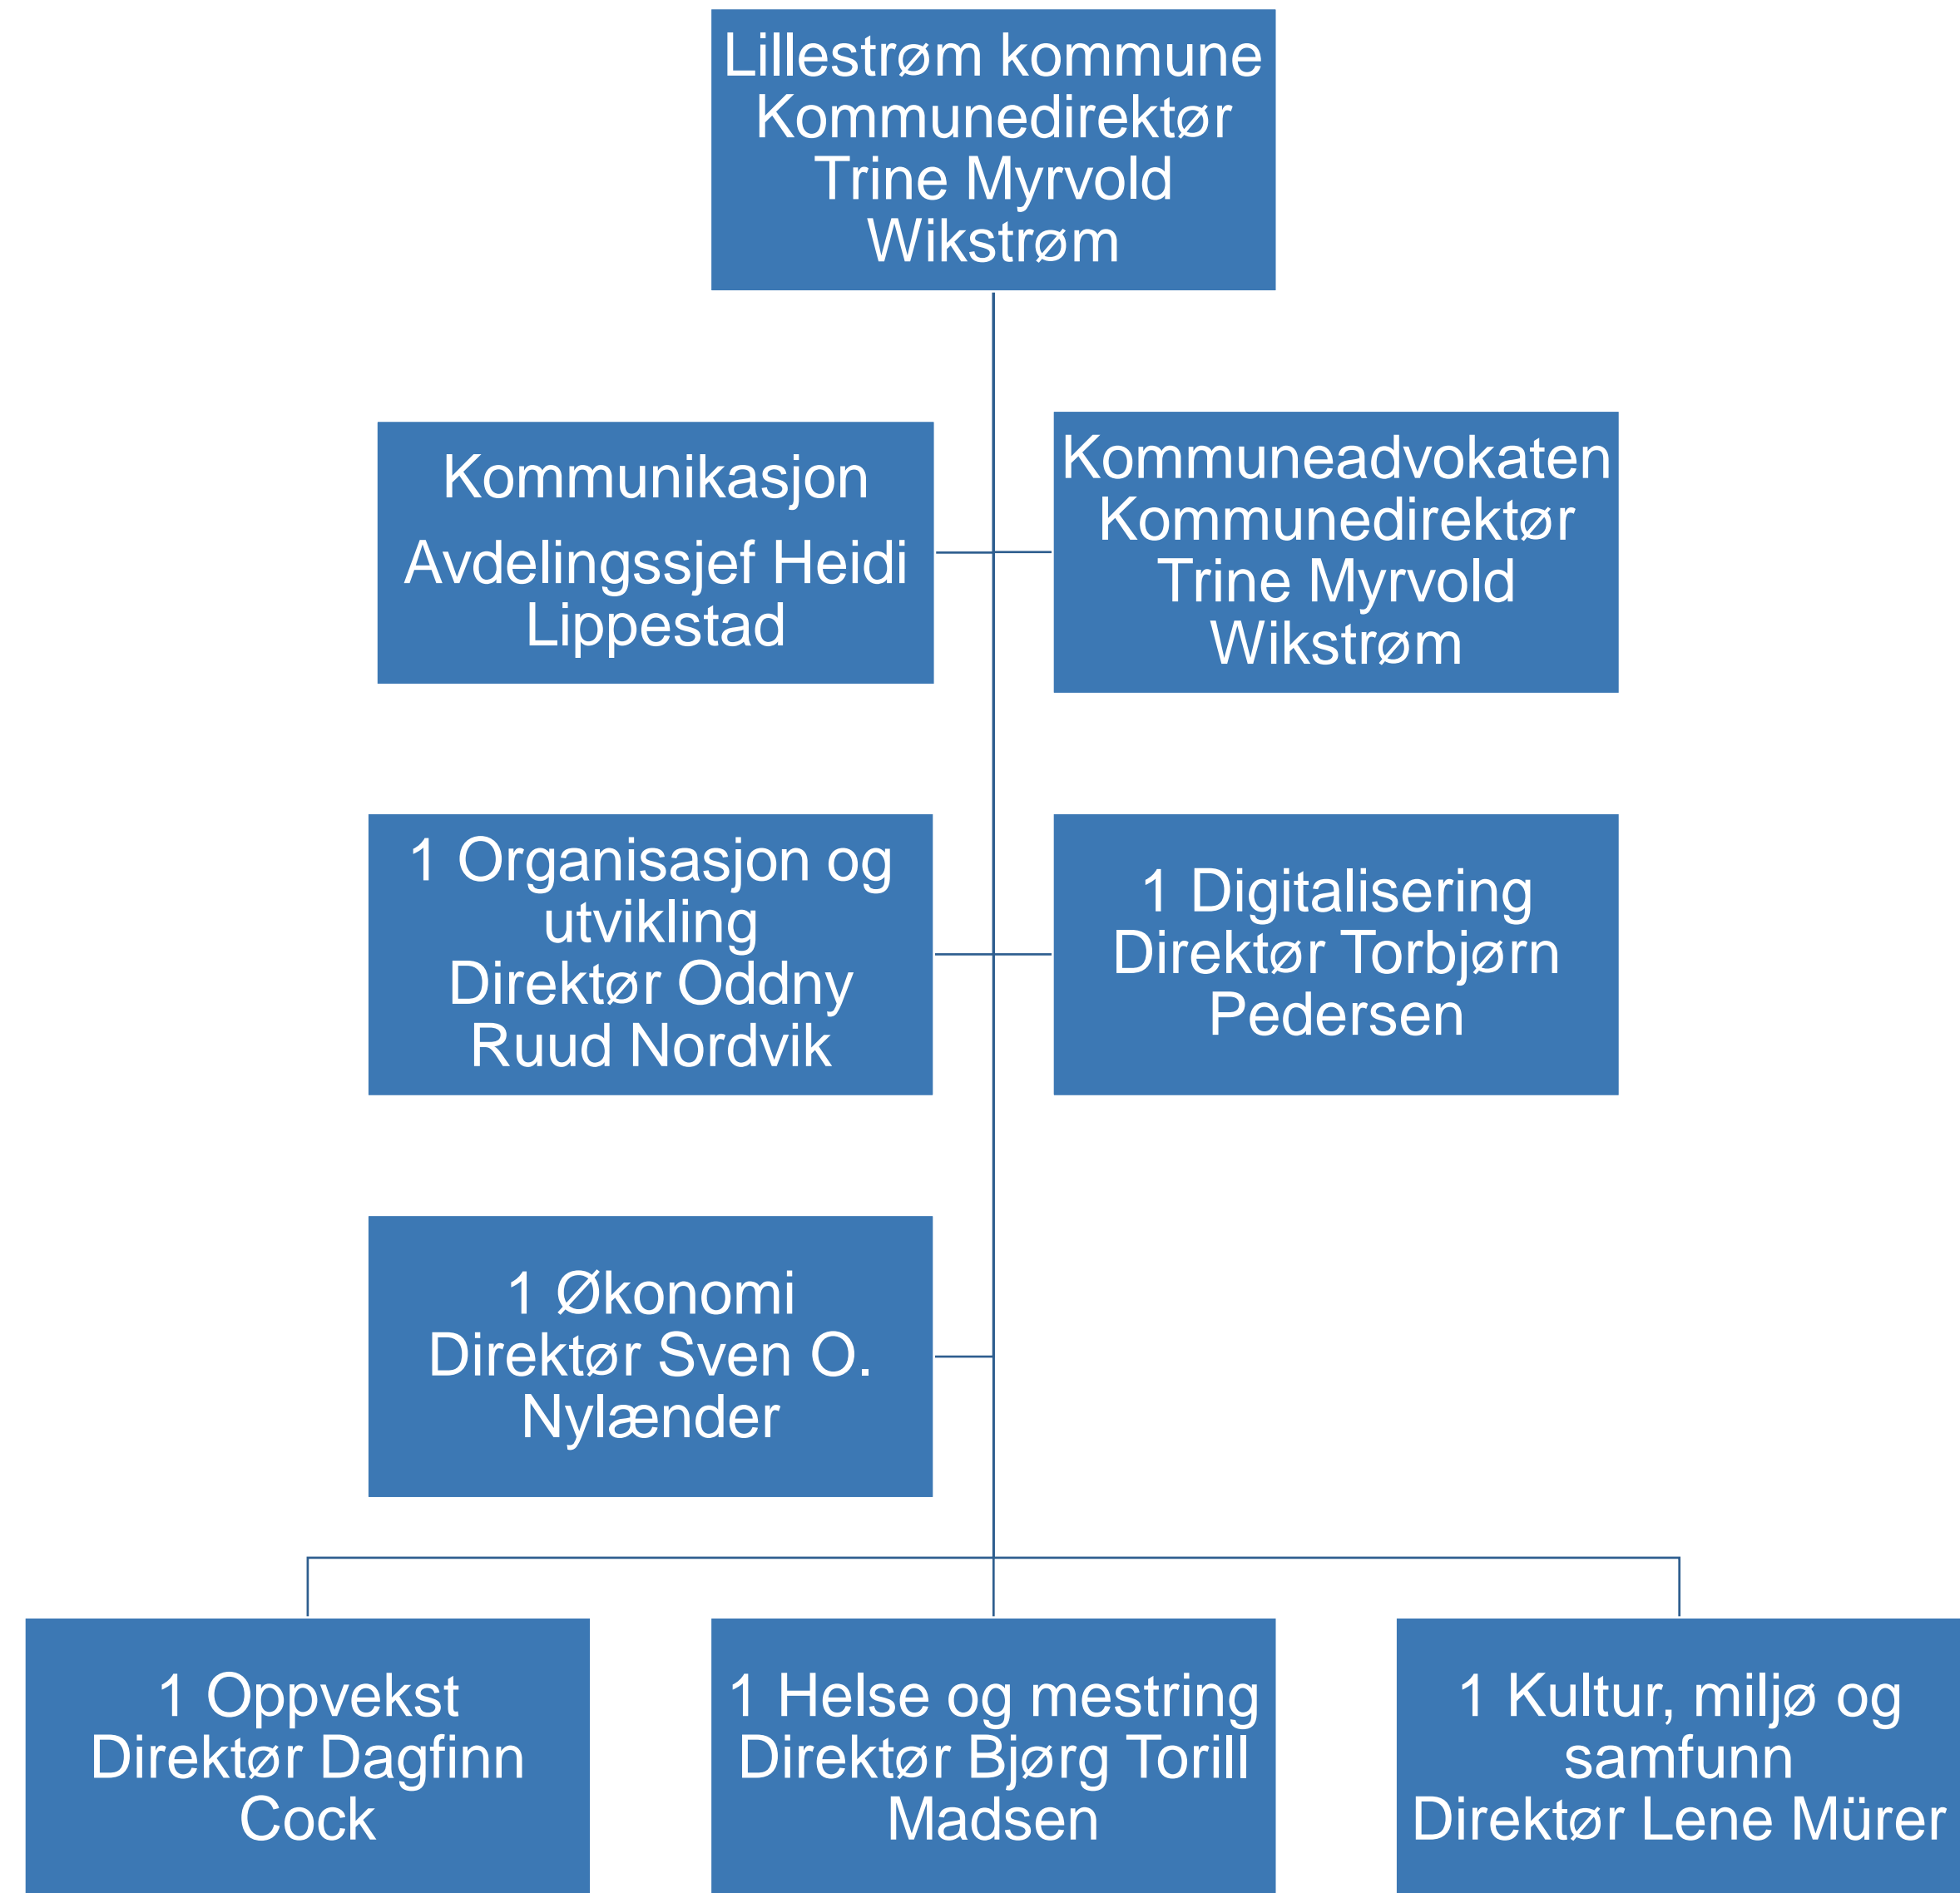 Lillestrøm kommune
Kommunedirektør
Trine Myrvold
Wikstrøm
Kommunikasjon
Avdelingssjef Heidi
Lippestad
Kommuneadvokaten
Kommunedirektør
Trine Myrvold
Wikstrøm
1 Organisasjon og
utvikling
Direktør Oddny
Ruud Nordvik
1 Digitalisering
Direktør Torbjørn
Pedersen
1 Økonomi
Direktør Sven O.
Nylænder
1 Oppvekst
Direktør Dagfinn
Cock
1 Helse og mestring
Direktør Bjørg Torill
Madsen
1 Kultur, miljø og
samfunn
Direktør Lene Mürer